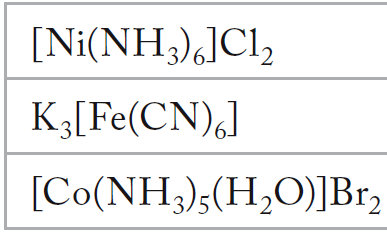 [Ni(NH₃)₆]Cl₂
K₃[Fe(CN)₆]
[Co(NH₃)₅(H₂O)]Br₂